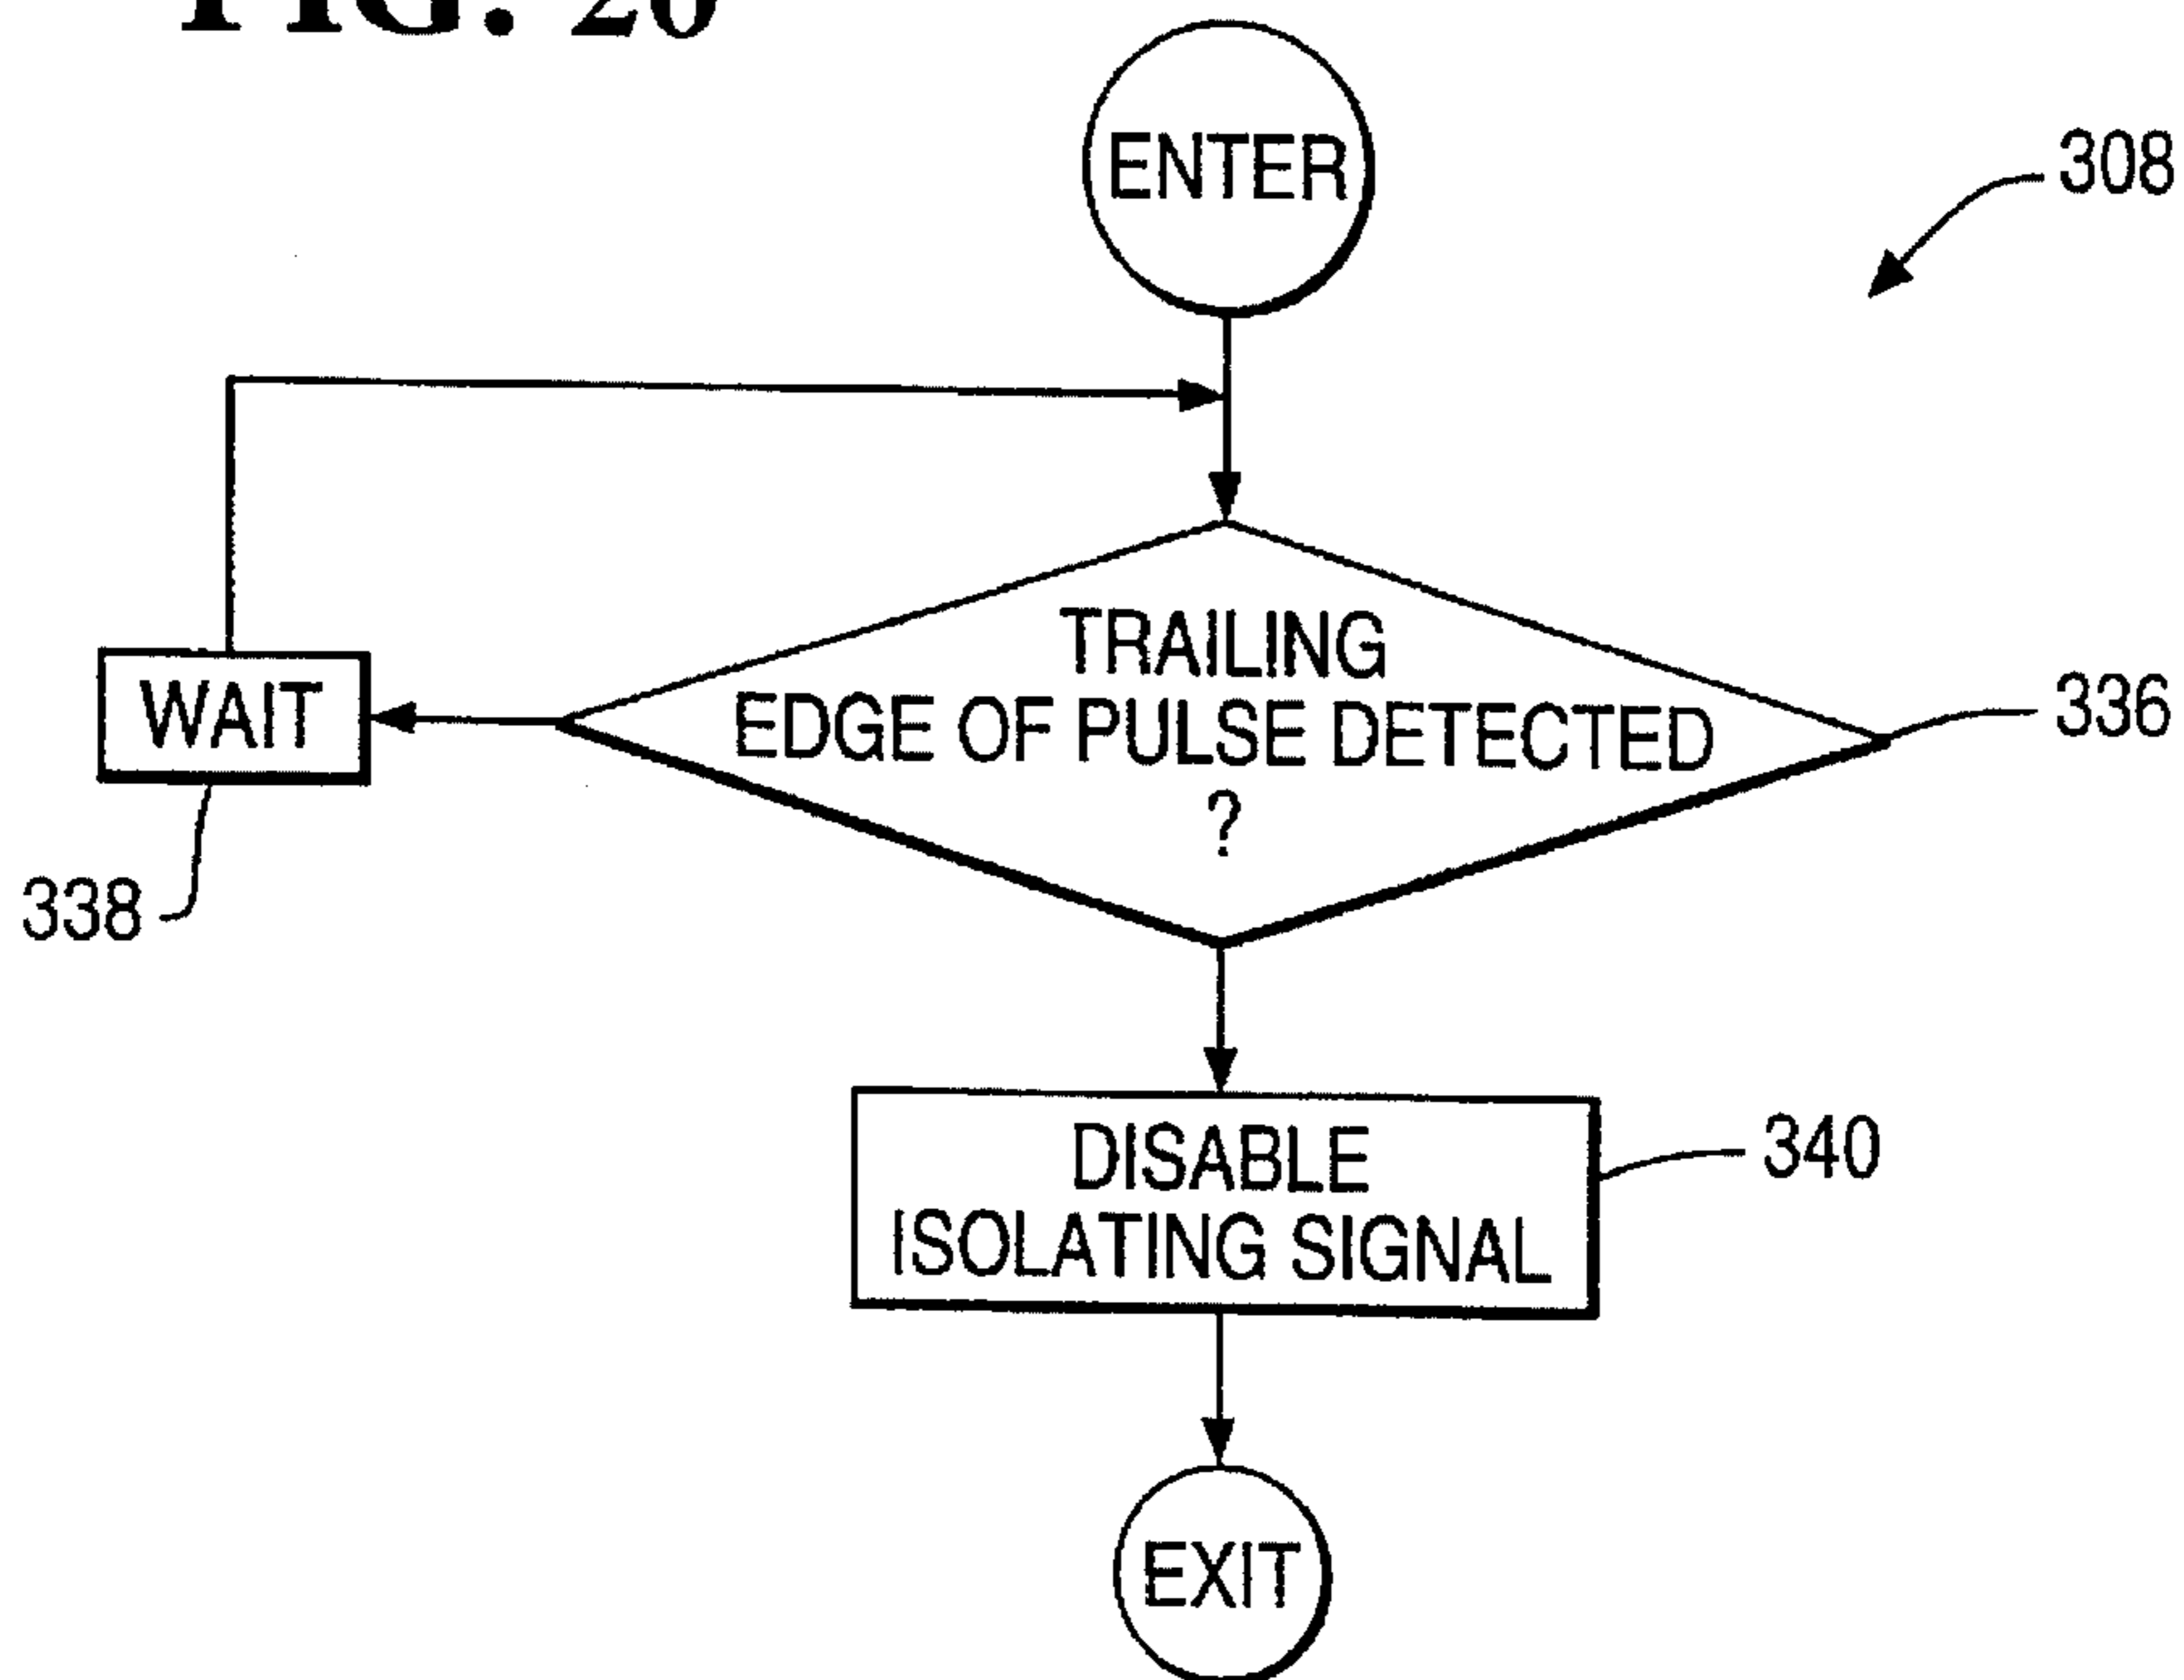 FIG. 20
ENTER
308
TRAILING
EDGE OF PULSE DETECTED
?
336
WAIT
338
DISABLE
ISOLATING SIGNAL
340
EXIT